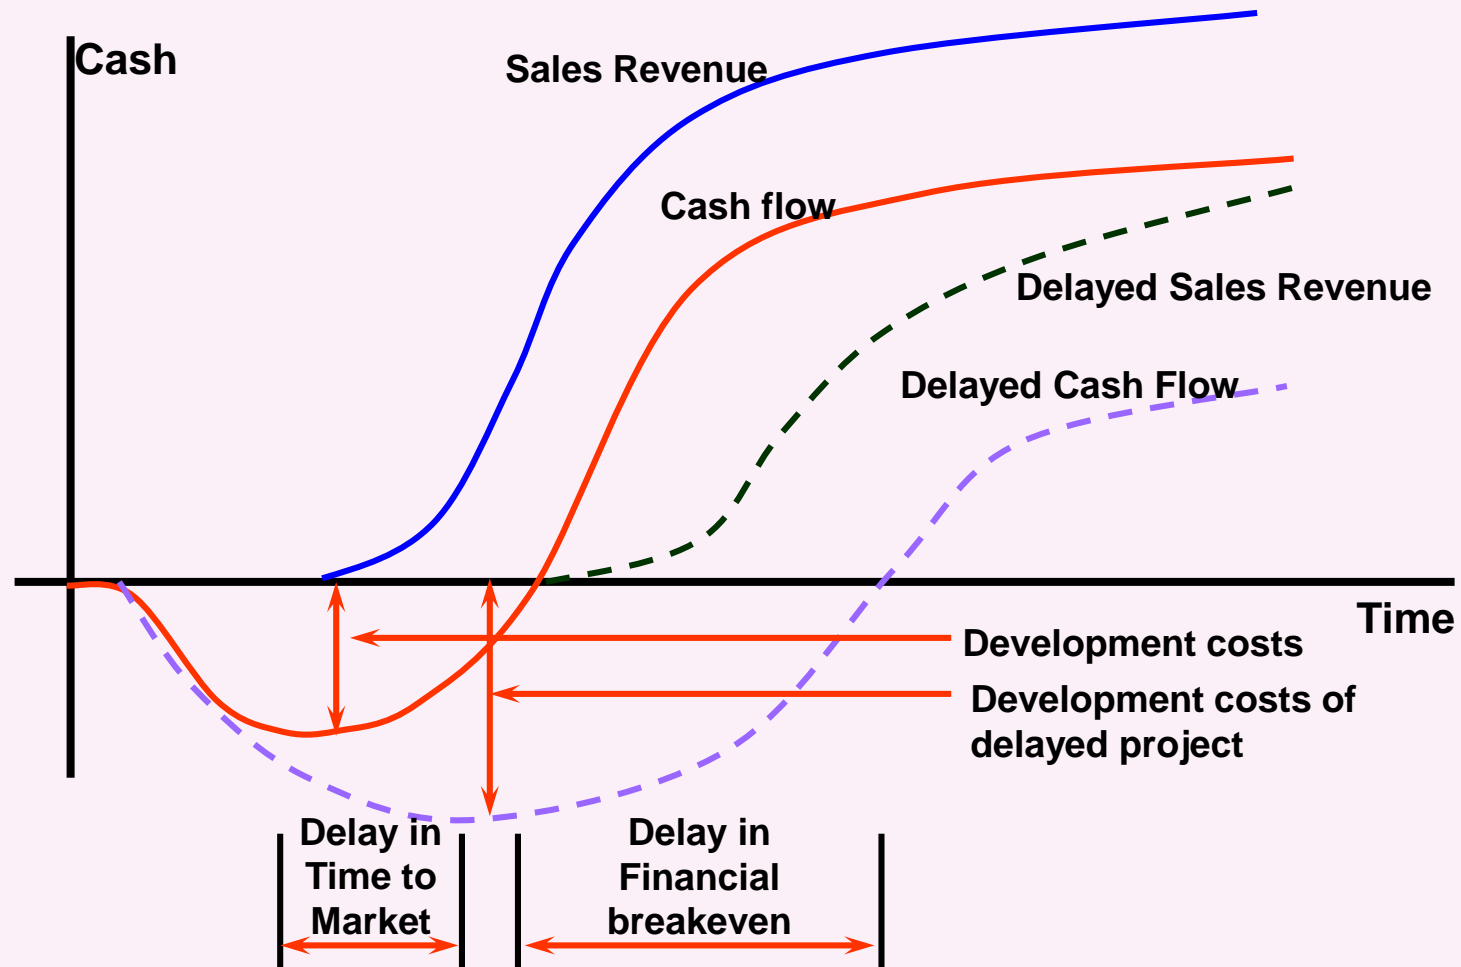 Cash
Sales Revenue
Cash flow
Delayed Sales Revenue
Delayed Cash Flow
Time
Development costs
Development costs of
delayed project
Delay in
Time to
Market
Delay in
Financial
breakeven